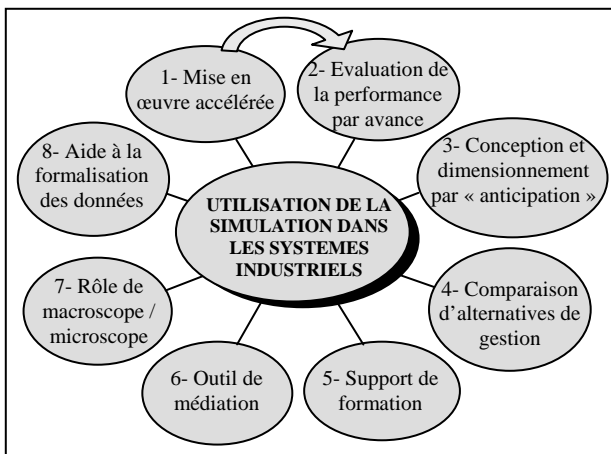 1- Mise en
œuvre accélérée
2- Evaluation de
la performance
par avance
3- Conception et
dimensionnement
par « anticipation »
4- Comparaison
d’alternatives de
gestion
5- Support de
formation
6- Outil de
médiation
7- Rôle de
macroscope /
microscope
8- Aide à la
formalisation
des données
UTILISATION DE LA
SIMULATION DANS
LES SYSTEMES
INDUSTRIELS